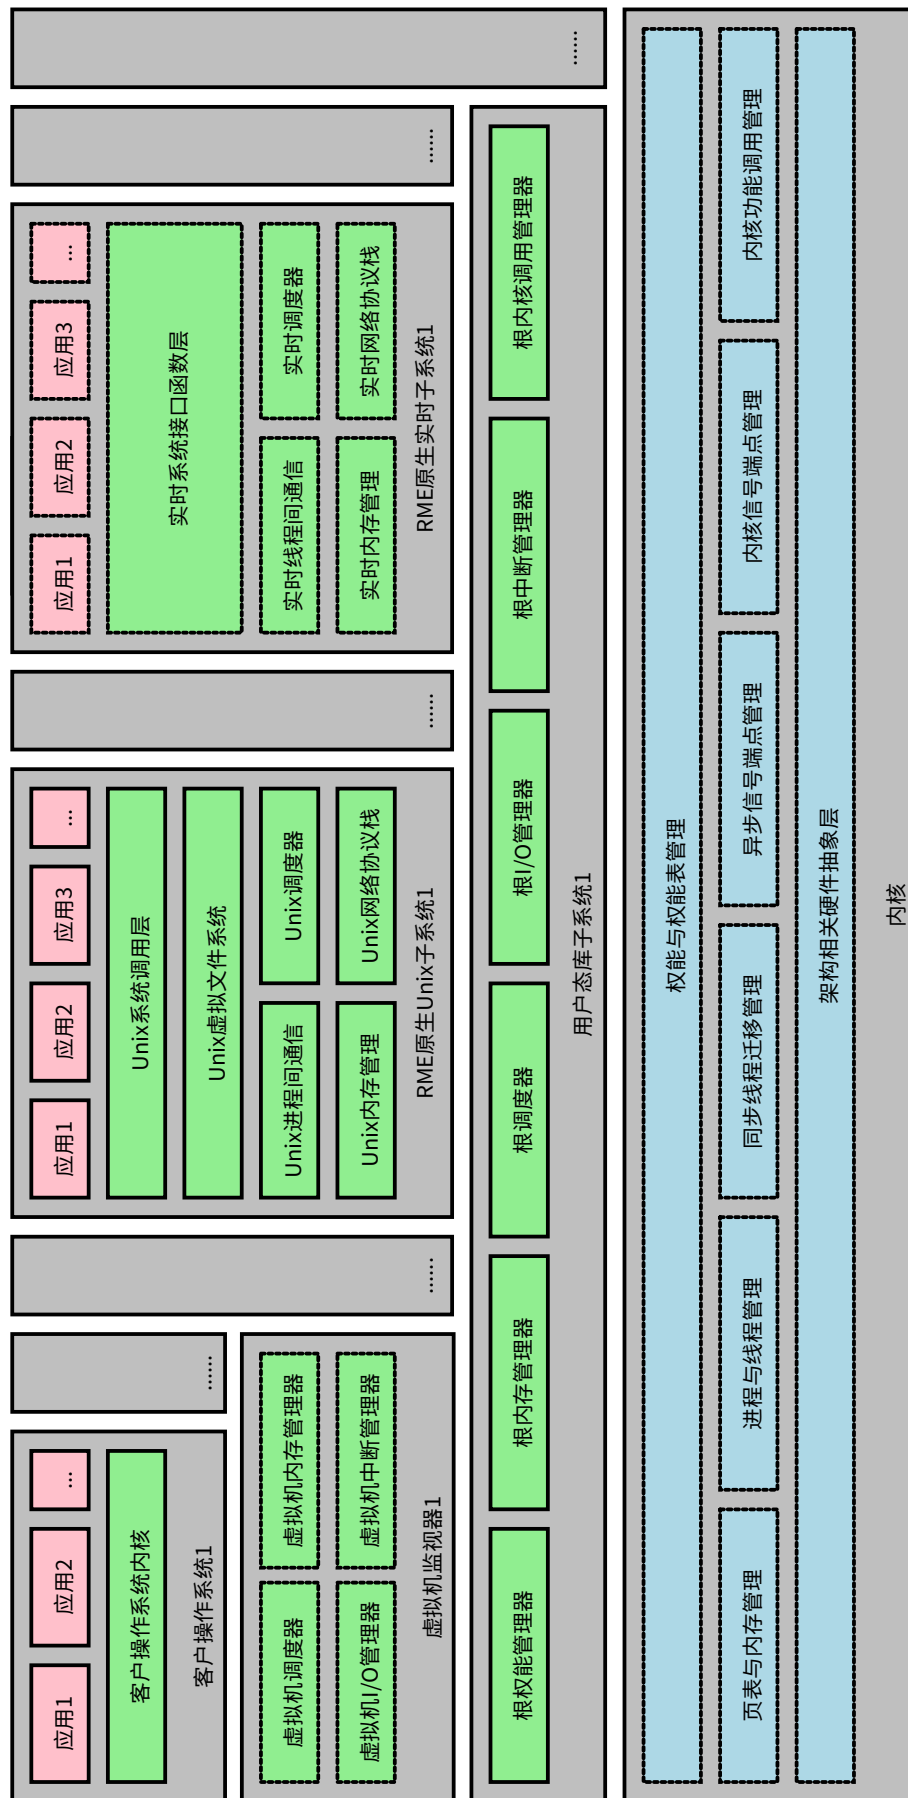 应用1
应用2
...
客户操作系统内核
客户操作系统1
......
虚拟机调度器
虚拟机内存管理器
虚拟机I/O管理器
虚拟机中断管理器
虚拟机监视器1
......
应用1
应用2
应用3
...
Unix系统调用层
Unix虚拟文件系统
Unix进程间通信
Unix调度器
Unix内存管理
Unix网络协议栈
RME原生Unix子系统1
......
应用1
应用2
应用3
...
实时系统接口函数层
实时线程间通信
实时调度器
实时内存管理
实时网络协议栈
RME原生实时子系统1
......
根权能管理器
根内存管理器
根调度器
根I/O管理器
根中断管理器
根内核调用管理器
用户态库子系统1
......
权能与权能表管理
页表与内存管理
进程与线程管理
同步线程迁移管理
异步信号端点管理
内核信号端点管理
内核功能调用管理
架构相关硬件抽象层
内核